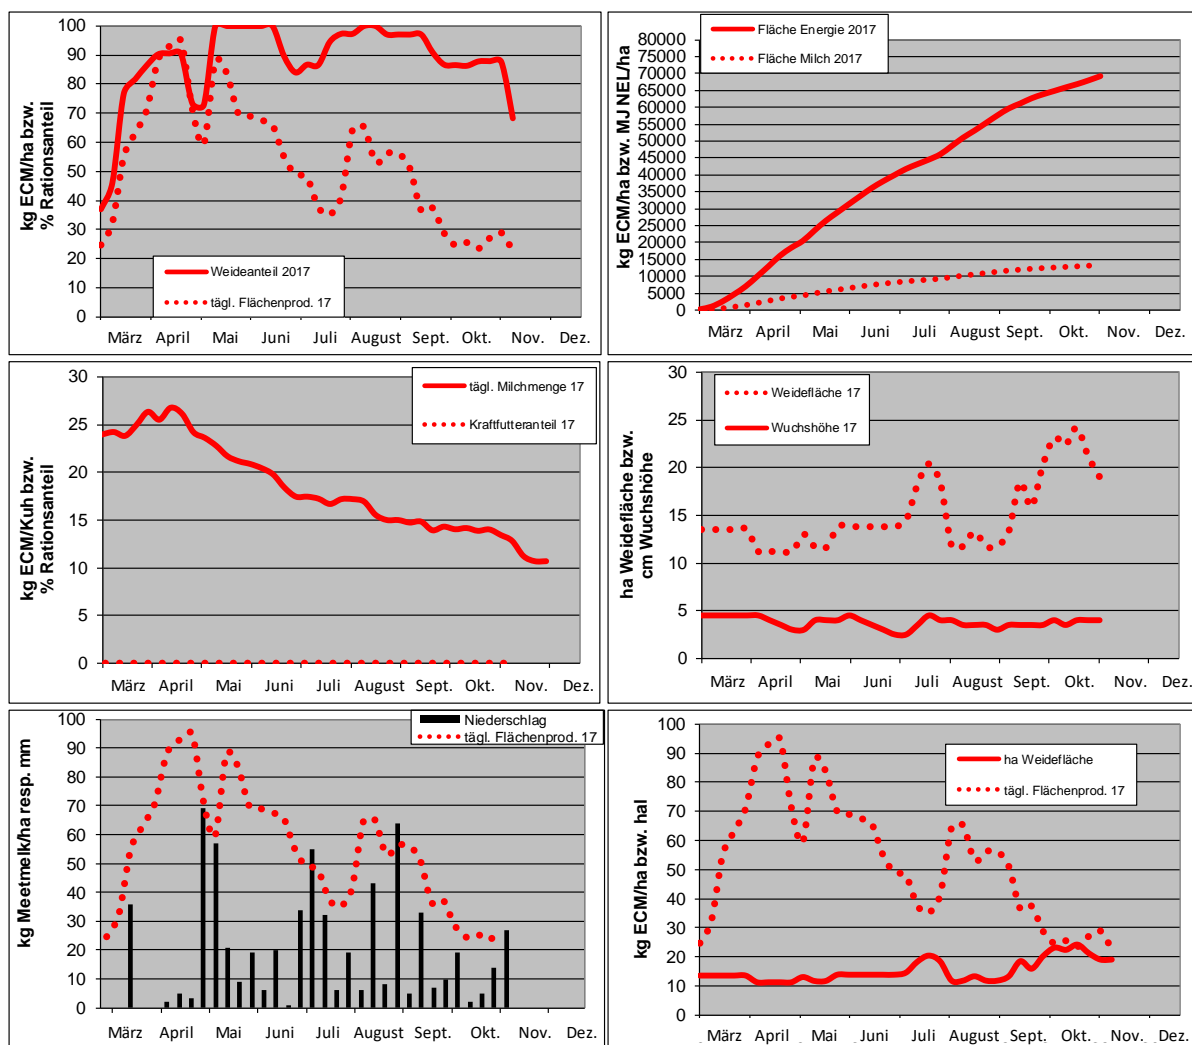 100
90
80
70
60
50
40
30
20
10
0
kg ECM/ha bzw.
% Rationsanteil
Weideanteil 2017
tägl. Flächenprod. 17
März April Mai Juni Juli August Sept. Okt. Nov. Dez.
80000
75000
70000
65000
60000
55000
50000
45000
40000
35000
30000
25000
20000
15000
10000
5000
0
kg ECM/ha bzw. MJ NEL/ha
Fläche Energie 2017
Fläche Milch 2017
März April Mai Juni Juli August Sept. Okt. Nov. Dez.
30
25
20
15
10
5
0
kg ECM/Kuh bzw.
% Rationsanteil
tägl. Milchmenge 17
Kraftfutteranteil 17
März April Mai Juni Juli August Sept. Okt. Nov. Dez.
30
25
20
15
10
5
0
ha Weidefläche bzw.
cm Wuchshöhe
Weidefläche 17
Wuchshöhe 17
März April Mai Juni Juli August Sept. Okt. Nov. Dez.
100
90
80
70
60
50
40
30
20
10
0
kg Meetmelk/ha resp. mm
Niederschlag
tägl. Flächenprod. 17
März April Mai Juni Juli August Sept. Okt. Nov. Dez.
100
90
80
70
60
50
40
30
20
10
0
kg ECM/ha bzw. hal
ha Weidefläche
tägl. Flächenprod. 17
März April Mai Juni Juli August Sept. Okt. Nov. Dez.